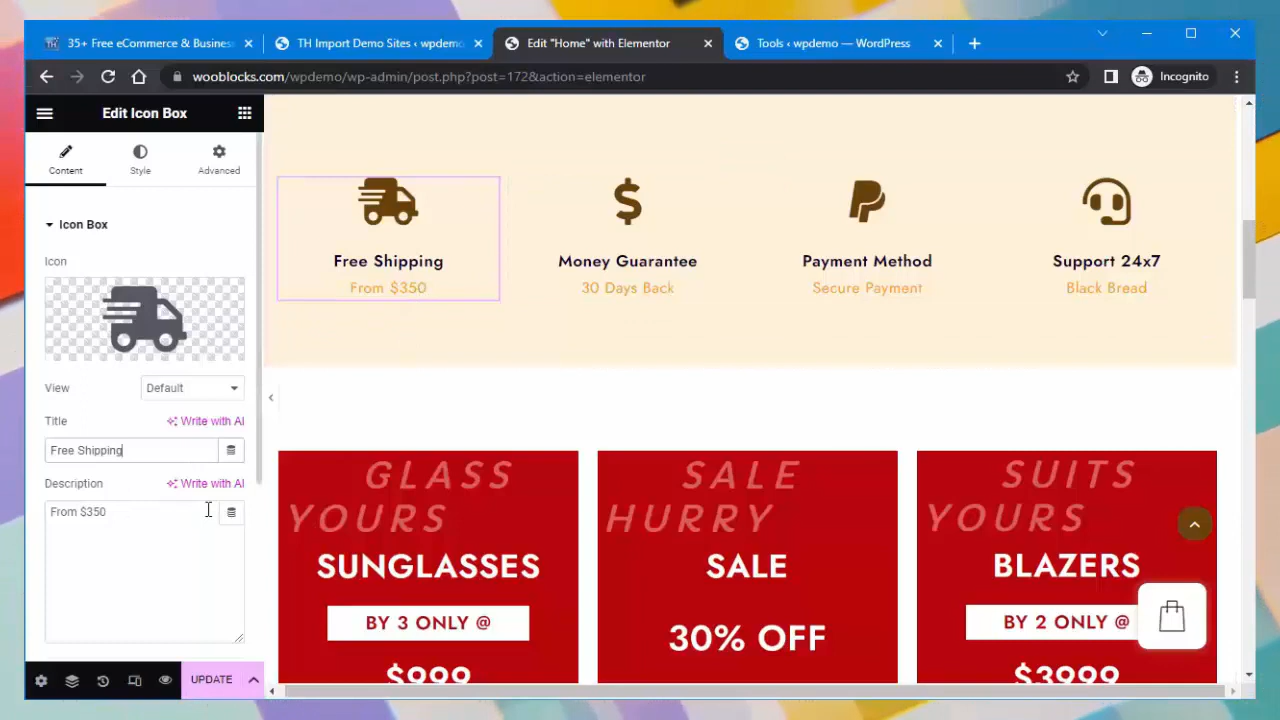 35+ Free eCommerce & Business
TH Import Demo Sites ‹ wpdemo
Edit "Home" with Elementor
Tools ‹ wpdemo — WordPress
wooblocks.com/wpdemo/wp-admin/post.php?post=172&action=elementor
Incognito
Edit Icon Box
Content
Style
Advanced
Icon Box
Icon
View
Default
Title
Write with AI
Free Shipping
Description
Write with AI
From $350
UPDATE
Free Shipping
From $350
Money Guarantee
30 Days Back
Payment Method
Secure Payment
Support 24x7
Black Bread
GLASS
YOURS
SUNGLASSES
BY 3 ONLY @
$999
SALE
HURRY
SALE
30% OFF
SUITS
YOURS
BLAZERS
BY 2 ONLY @
$3999